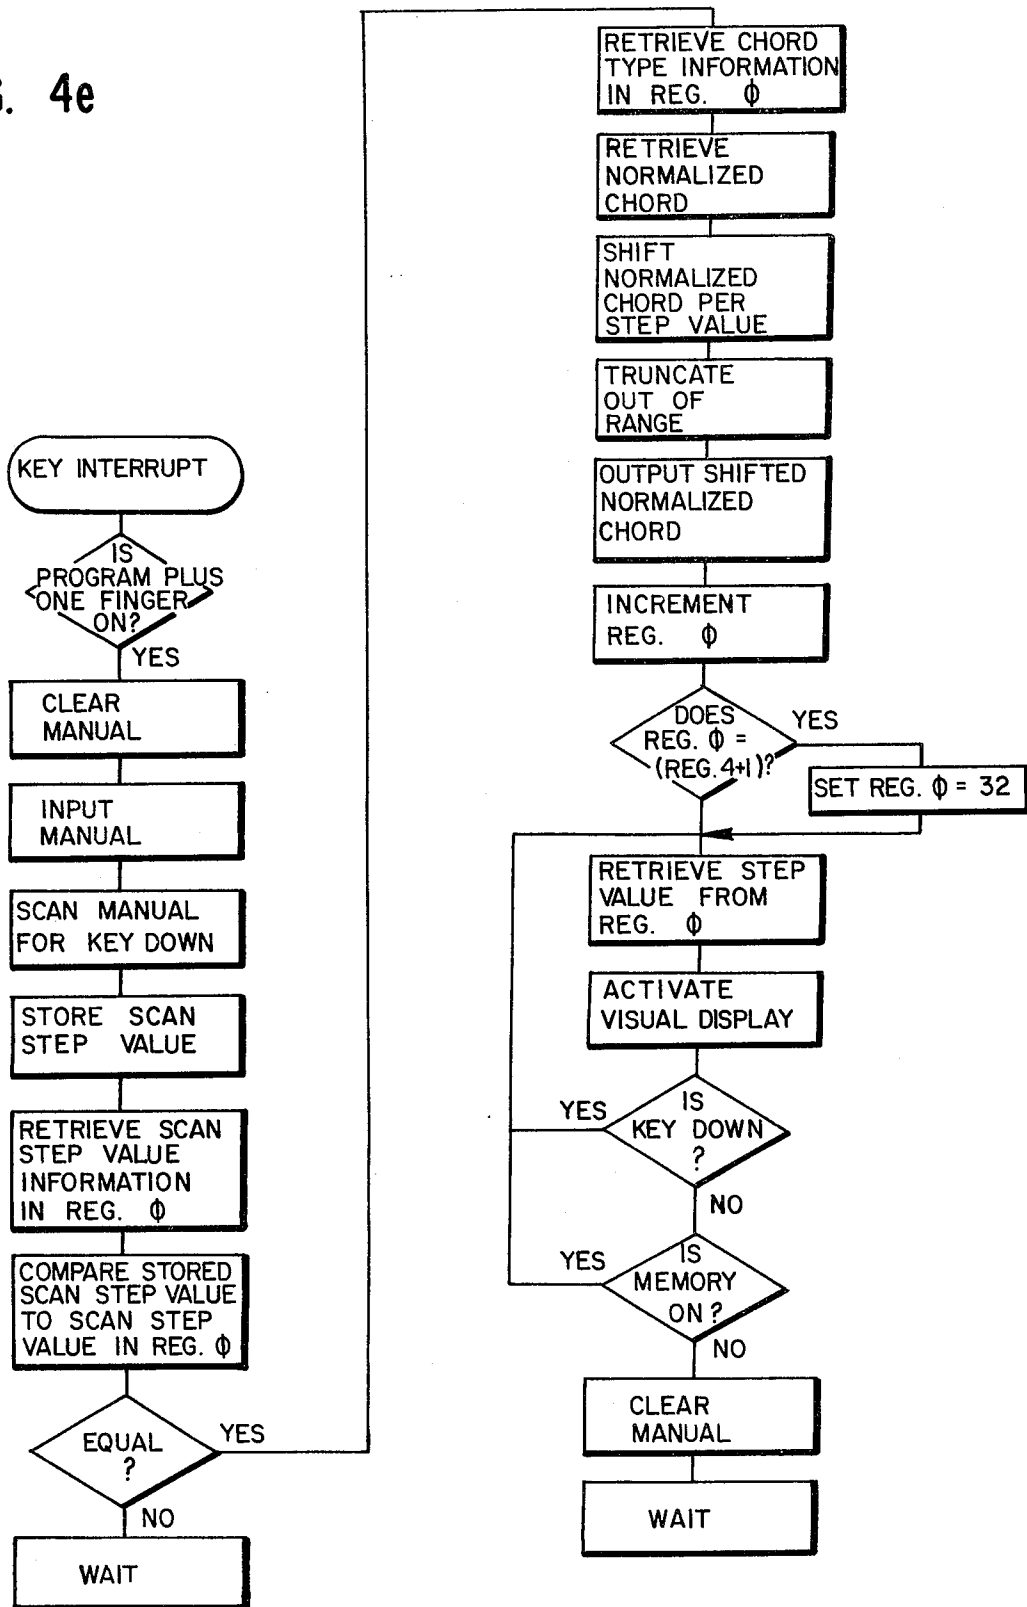 4e
KEY INTERRUPT
IS
PROGRAM PLUS
ONE FINGER
ON?
YES
CLEAR
MANUAL
INPUT
MANUAL
SCAN MANUAL
FOR KEY DOWN
STORE SCAN
STEP VALUE
RETRIEVE SCAN
STEP VALUE
INFORMATION
IN REG. ϕ
COMPARE STORED
SCAN STEP VALUE
TO SCAN STEP
VALUE IN REG. ϕ
EQUAL
?
YES
NO
WAIT
RETRIEVE CHORD
TYPE INFORMATION
IN REG. ϕ
RETRIEVE
NORMALIZED
CHORD
SHIFT
NORMALIZED
CHORD PER
STEP VALUE
TRUNCATE
OUT OF
RANGE
OUTPUT SHIFTED
NORMALIZED
CHORD
INCREMENT
REG. ϕ
DOES
REG. ϕ =
(REG. 4+1)?
YES
SET REG. ϕ = 32
RETRIEVE STEP
VALUE FROM
REG. ϕ
ACTIVATE
VISUAL DISPLAY
IS
KEY DOWN
?
YES
NO
IS
MEMORY
ON?
YES
NO
CLEAR
MANUAL
WAIT